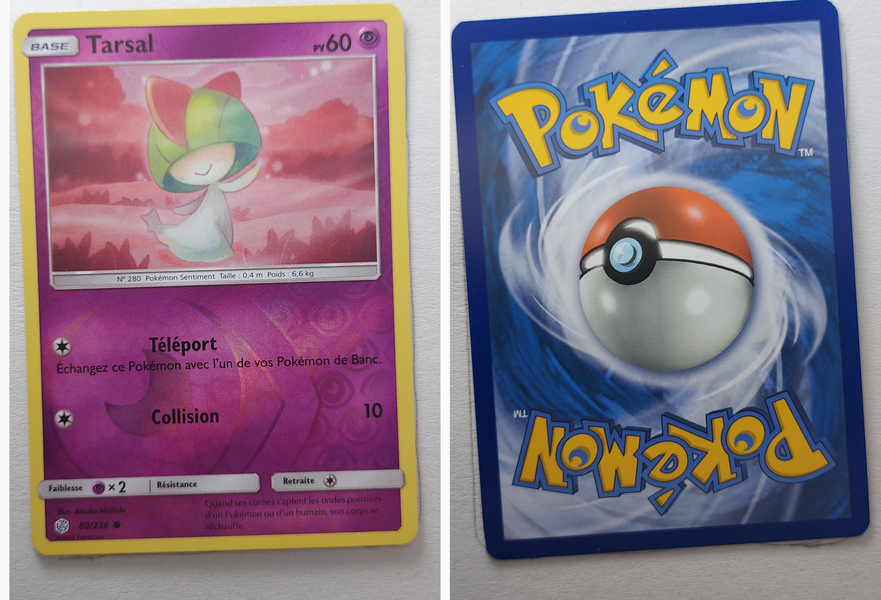 BASE Tarsal PV60
N° 280 Pokémon Sentiment Taille : 0,4 m Poids : 6,6 kg
Téléport
Échangez ce Pokémon avec l'un de vos Pokémon de Banc.
Collision 10
Faiblesse ×2 Résistance Retraite
Illus. Atsuko Nishida
80/236
Quand ses cornes captent les ondes positives
d'un Pokémon ou d'un humain, son corps se
réchauffe.
POKéMON
TM
TM
POKéMON